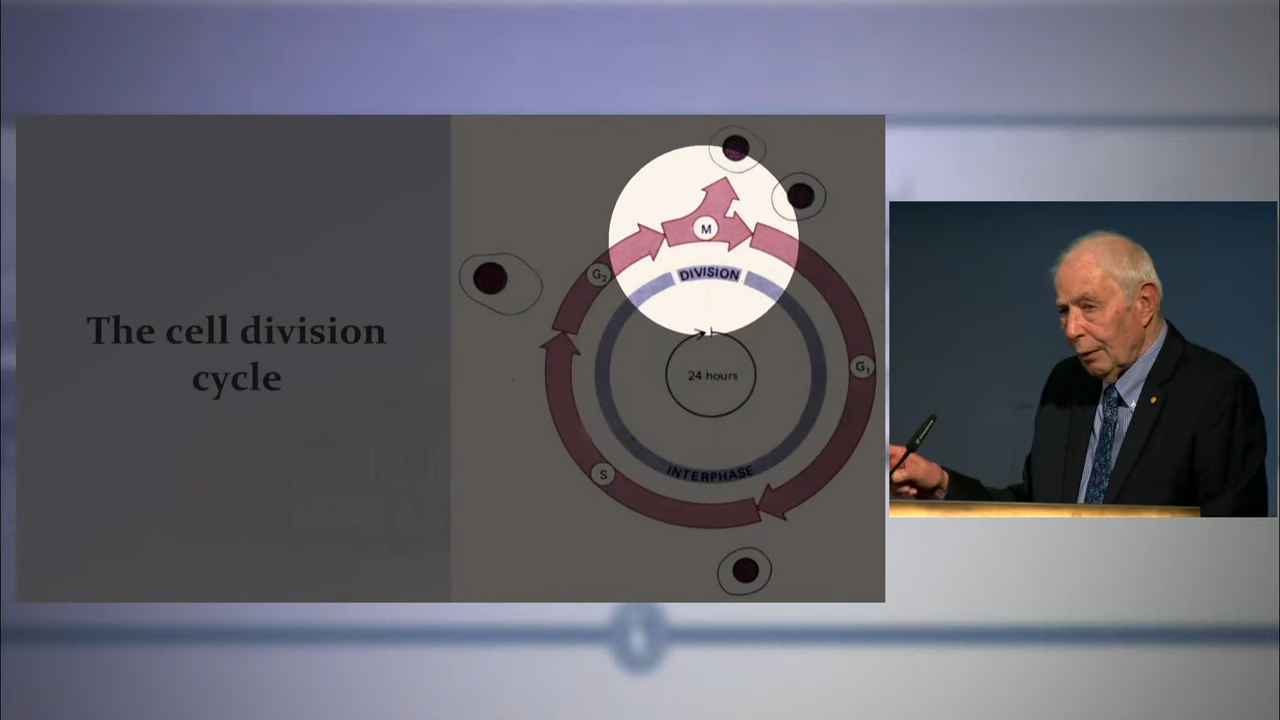 The cell division
cycle
M
G₂
DIVISION
24 hours
G₁
INTERPHASE
S